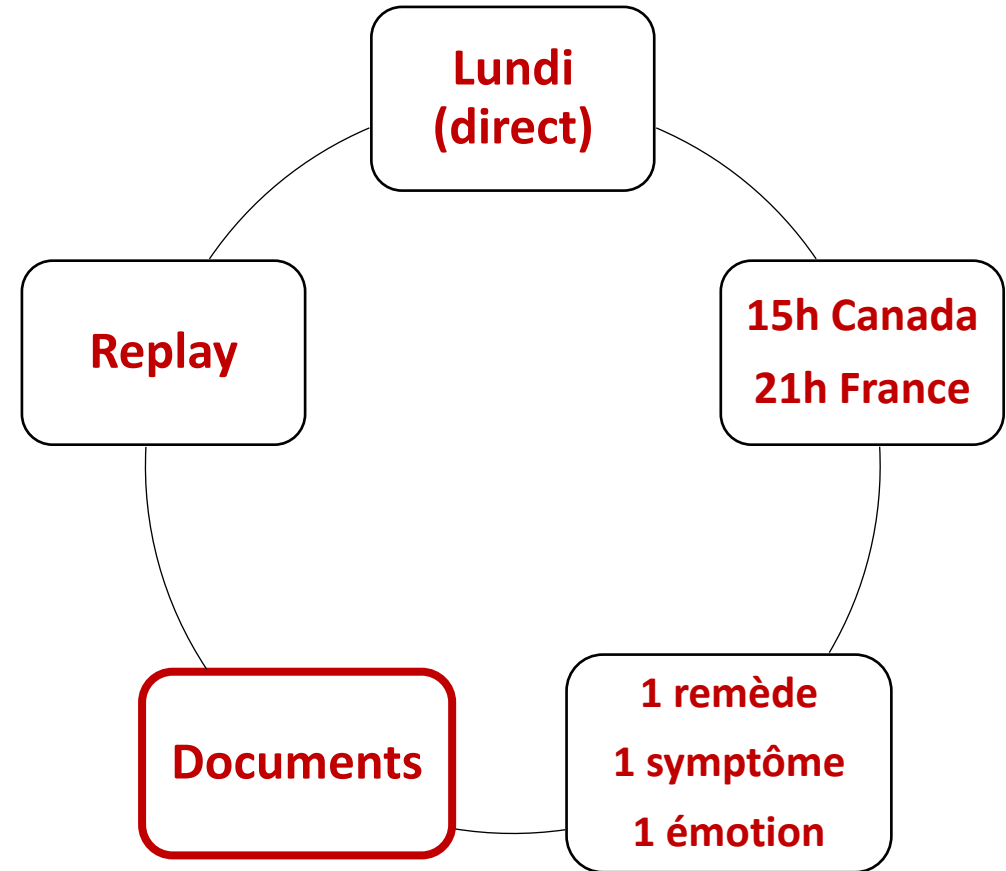 Lundi
(direct)
15h Canada
21h France
1 remède
1 symptôme
1 émotion
Documents
Replay